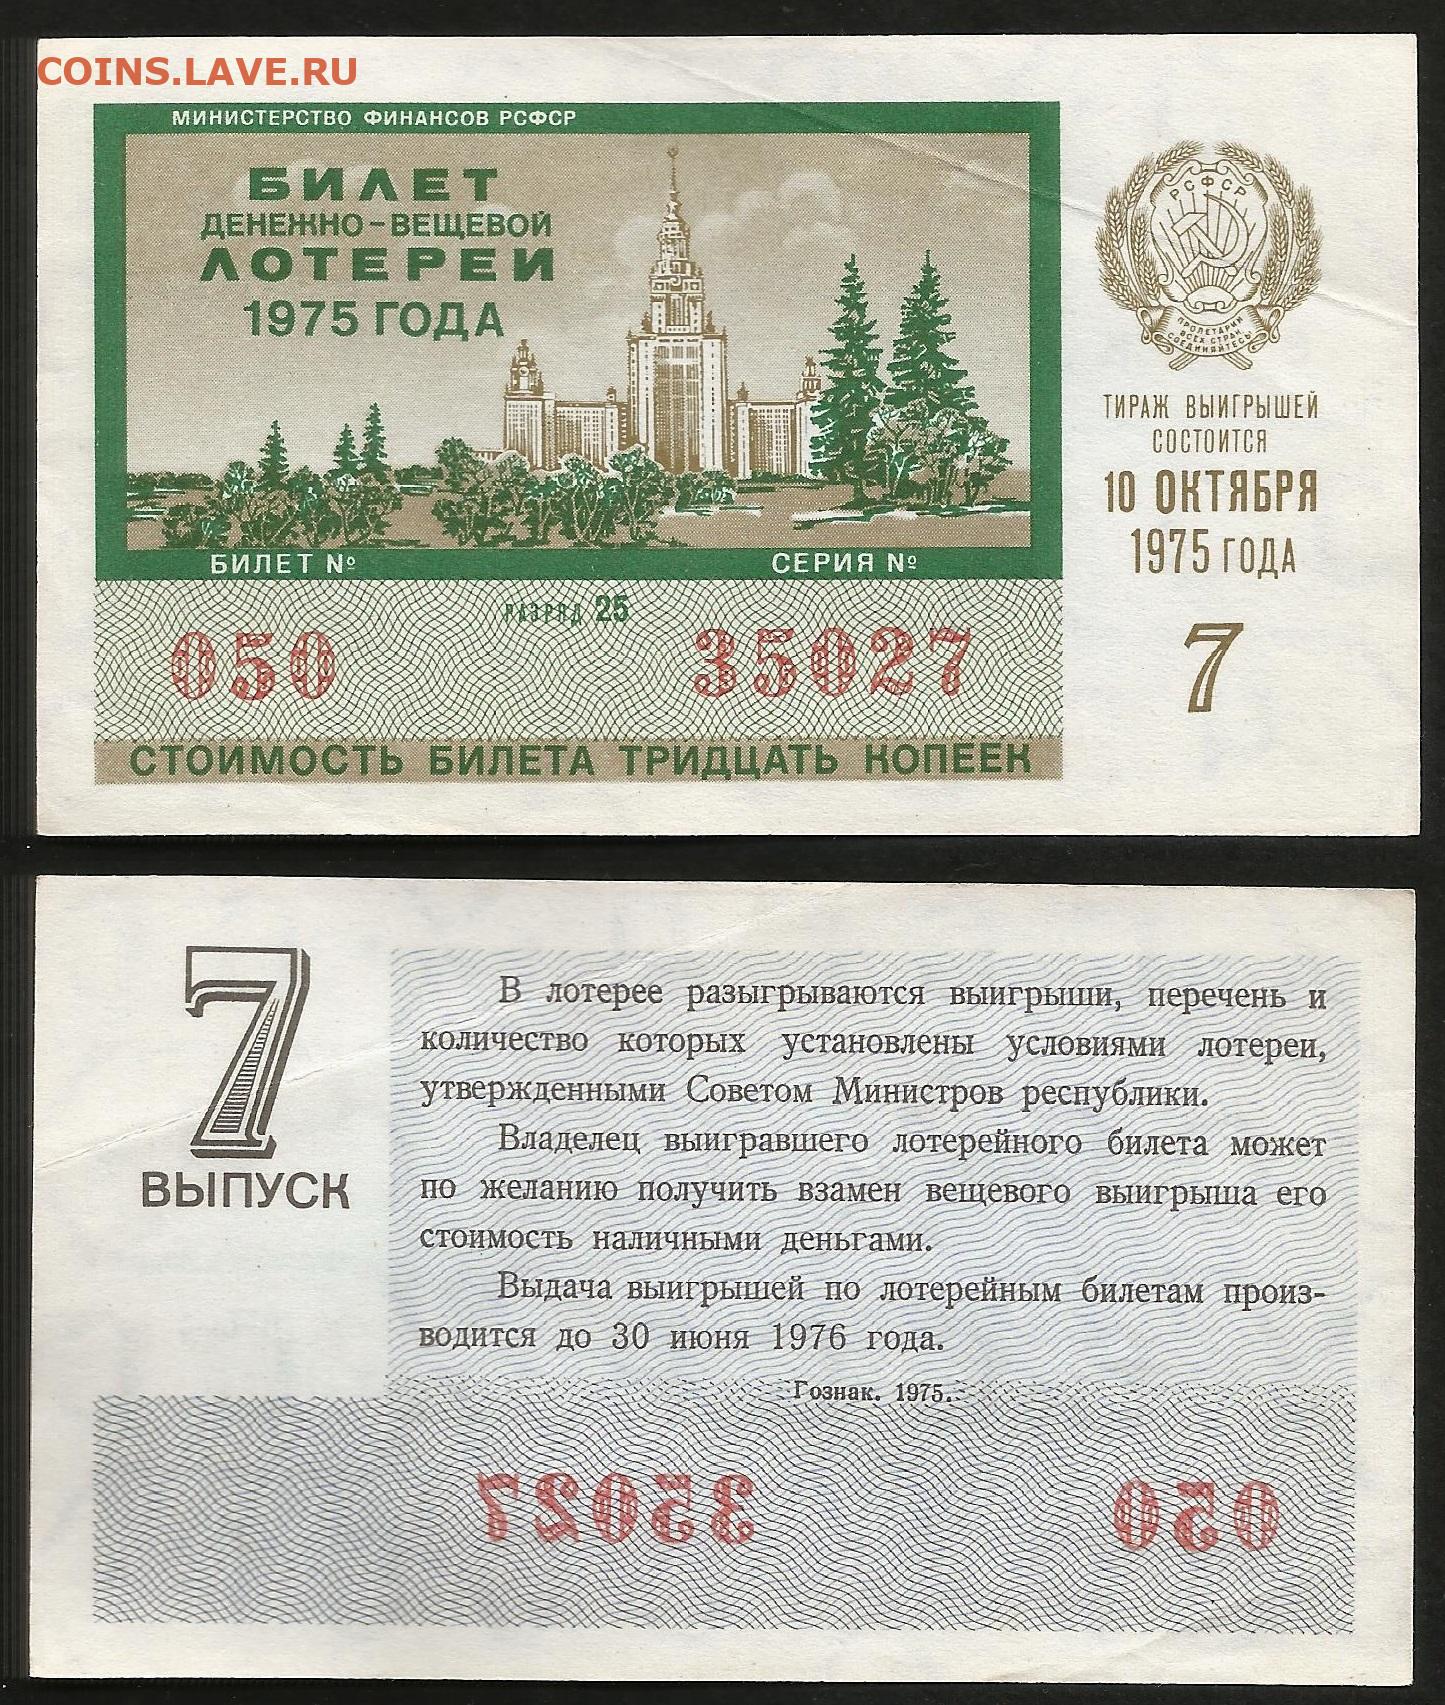 COINS.LAVE.RU
МИНИСТЕРСТВО ФИНАНСОВ РСФСР
БИЛЕТ
ДЕНЕЖНО-ВЕЩЕВОЙ
ЛОТЕРЕИ
1975 ГОДА
БИЛЕТ № СЕРИЯ №
РАЗРЯД 25
050 35027
СТОИМОСТЬ БИЛЕТА ТРИДЦАТЬ КОПЕЕК
РСФСР
ПРОЛЕТАРИИ
ВСЕХ СТРАН,
СОЕДИНЯЙТЕСЬ!
ТИРАЖ ВЫИГРЫШЕЙ
СОСТОИТСЯ
10 ОКТЯБРЯ
1975 ГОДА
7
7
ВЫПУСК
В лотерее разыгрываются выигрыши, перечень и
количество которых установлены условиями лотереи,
утвержденными Советом Министров республики.
Владелец выигравшего лотерейного билета может
по желанию получить взамен вещевого выигрыша его
стоимость наличными деньгами.
Выдача выигрышей по лотерейным билетам произ-
водится до 30 июня 1976 года.
Гознак. 1975.
35027 050